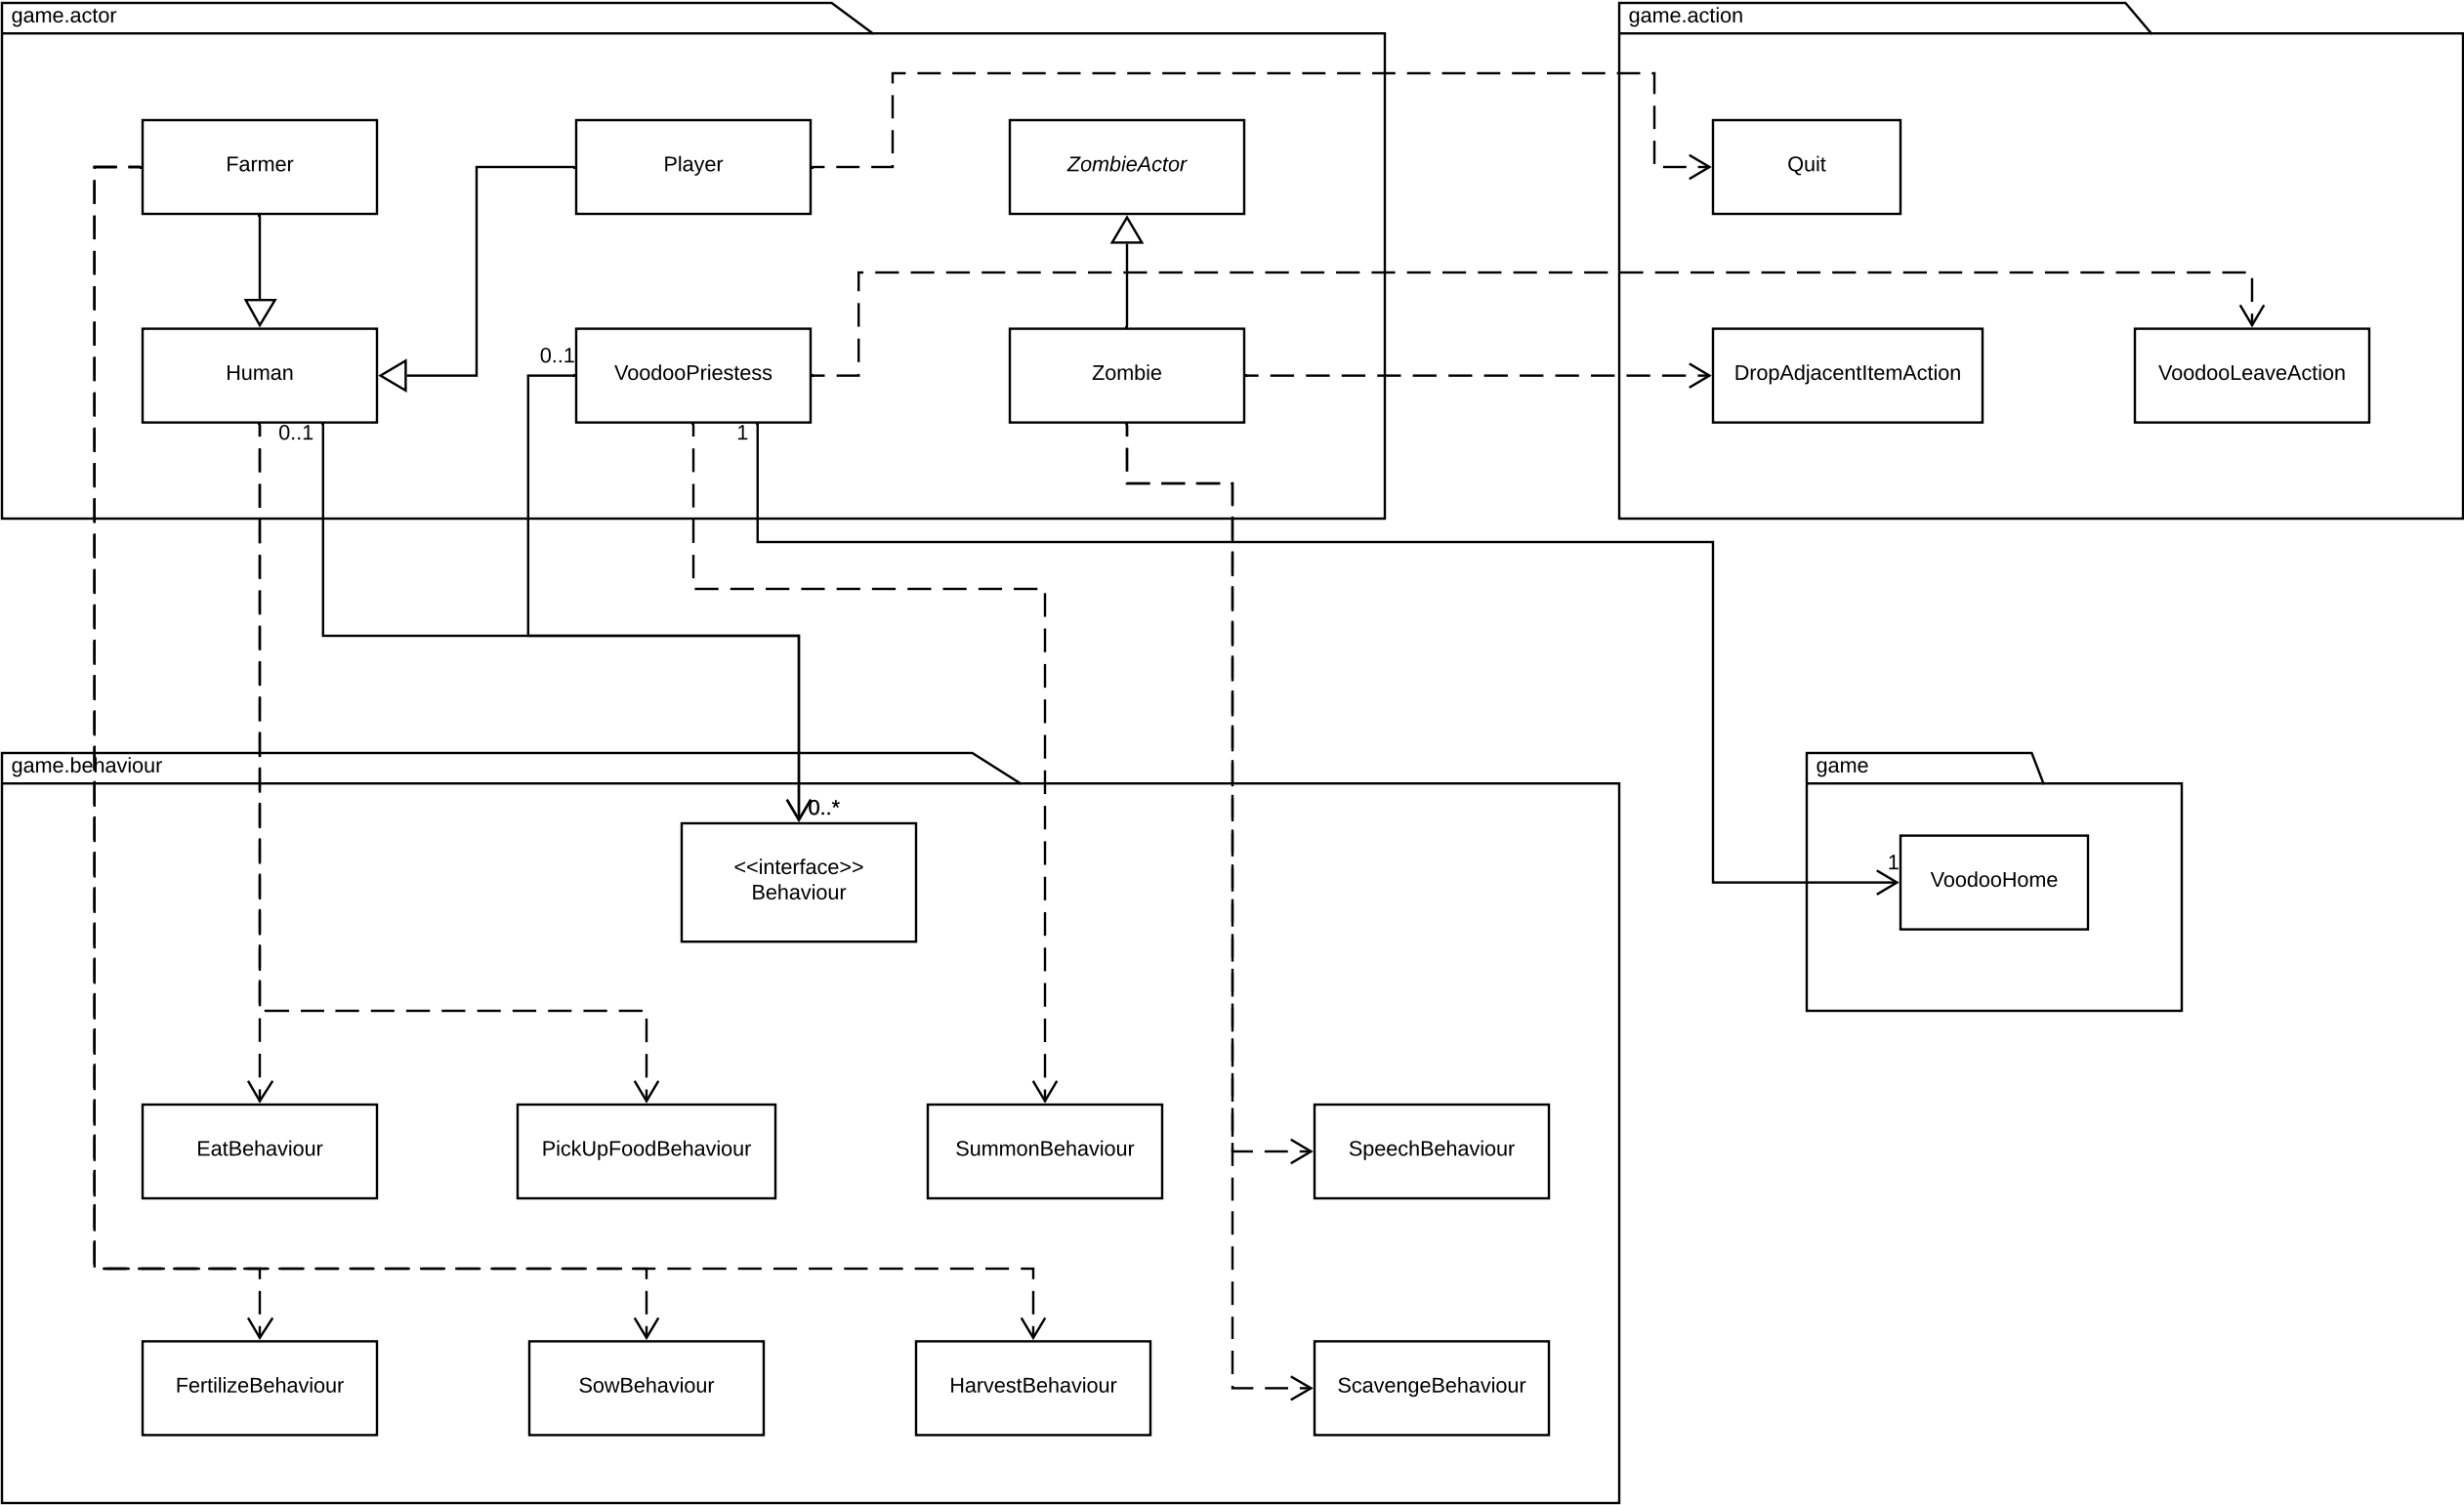 game.actor
game.action
Farmer
Player
ZombieActor
Quit
Human
0..1
VoodooPriestess
Zombie
DropAdjacentItemAction
VoodooLeaveAction
0..1
1
game.behaviour
game
0..*
<<interface>>
Behaviour
1
VoodooHome
EatBehaviour
PickUpFoodBehaviour
SummonBehaviour
SpeechBehaviour
FertilizeBehaviour
SowBehaviour
HarvestBehaviour
ScavengeBehaviour